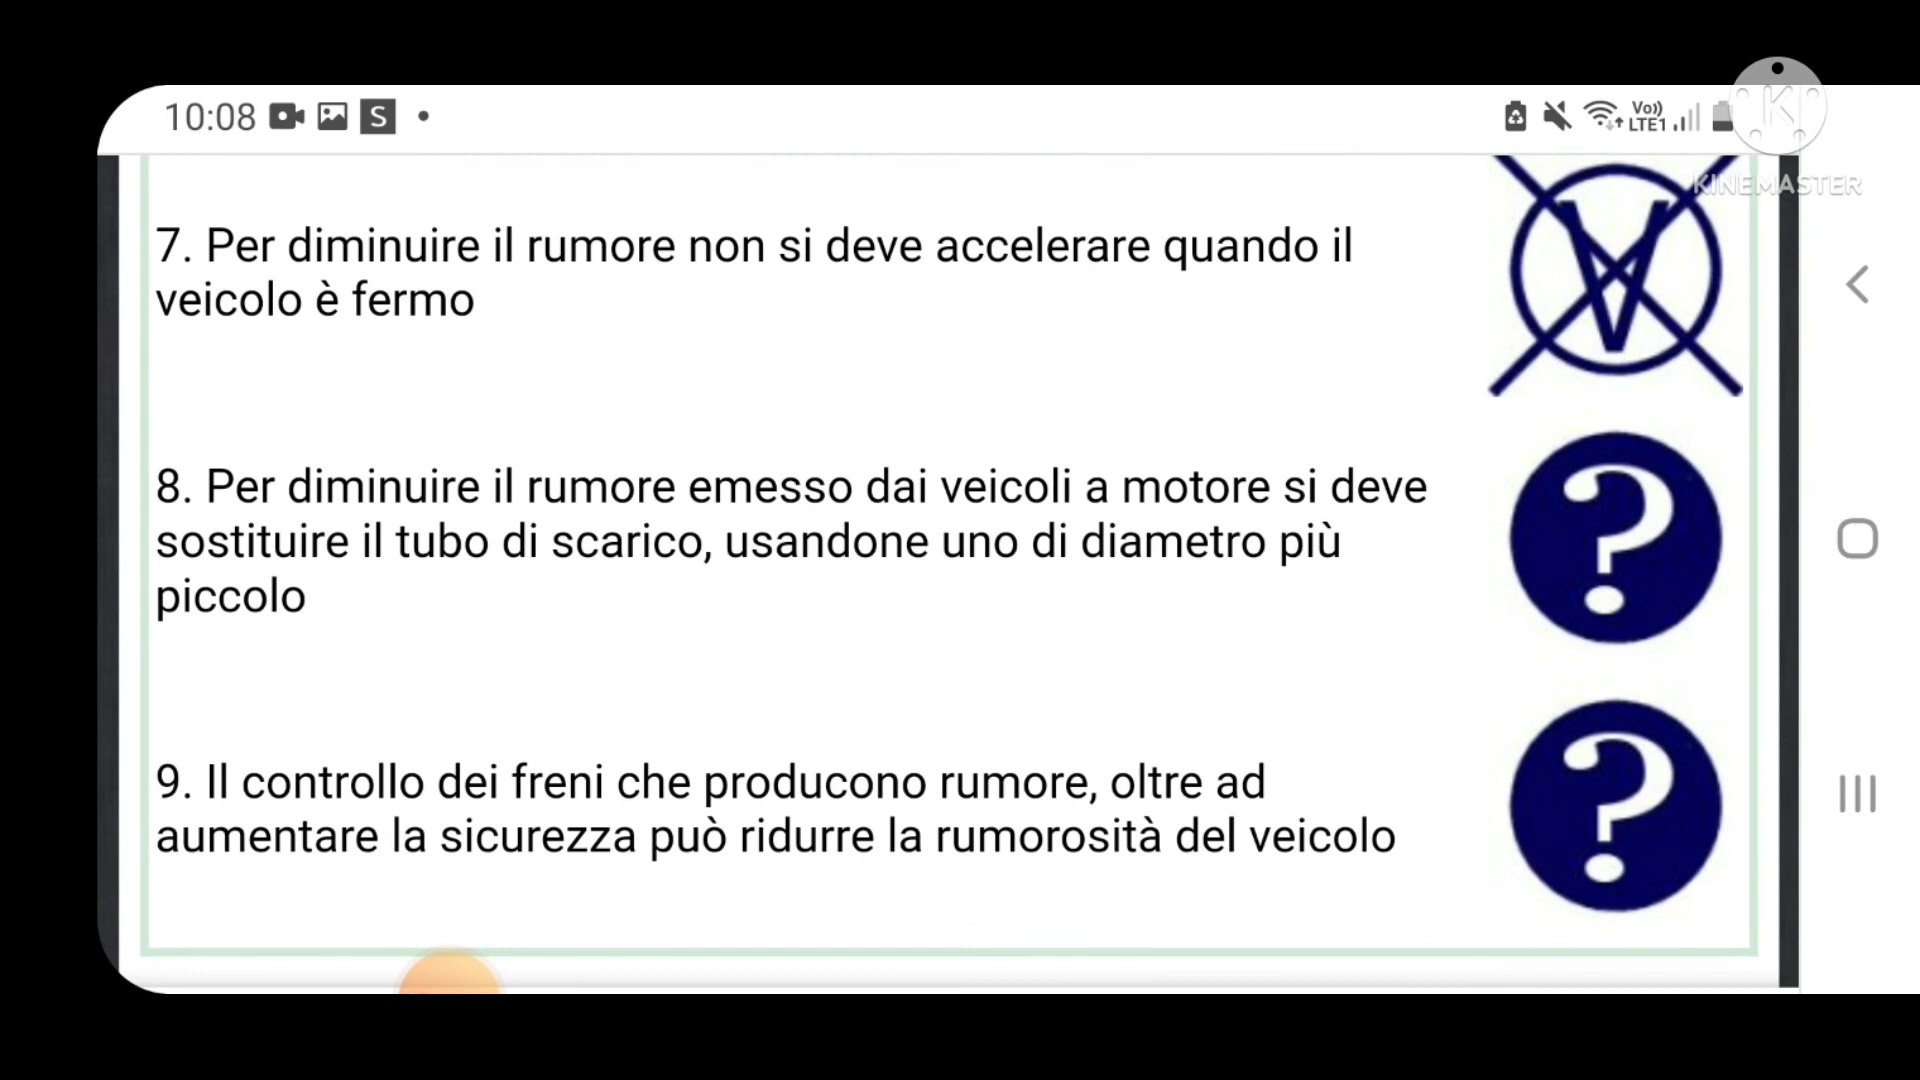 10:08 S
Vo)) LTE1
K
KINEMASTER
7. Per diminuire il rumore non si deve accelerare quando il
veicolo è fermo
V
8. Per diminuire il rumore emesso dai veicoli a motore si deve
sostituire il tubo di scarico, usandone uno di diametro più
piccolo
?
9. Il controllo dei freni che producono rumore, oltre ad
aumentare la sicurezza può ridurre la rumorosità del veicolo
?